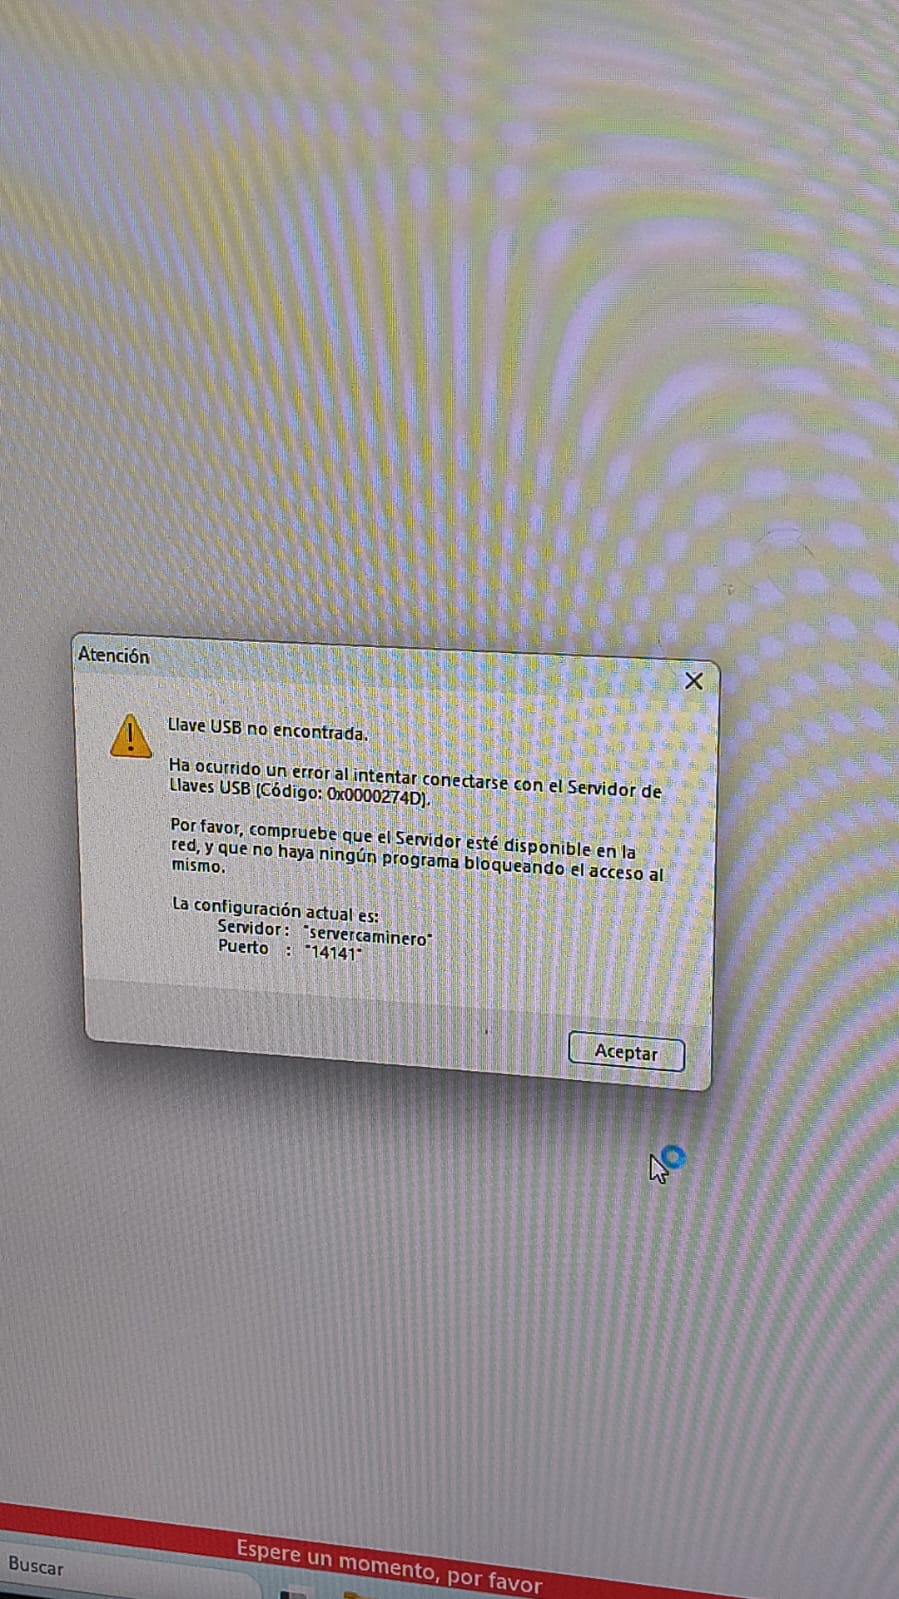 Atención
Llave USB no encontrada.
Ha ocurrido un error al intentar conectarse con el Servidor de
Llaves USB (Código: 0x0000274D).
Por favor, compruebe que el Servidor esté disponible en la
red, y que no haya ningún programa bloqueando el acceso al
mismo.
La configuración actual es:
Servidor: "servercaminero"
Puerto : "14141"
Aceptar
Espere un momento, por favor
Buscar